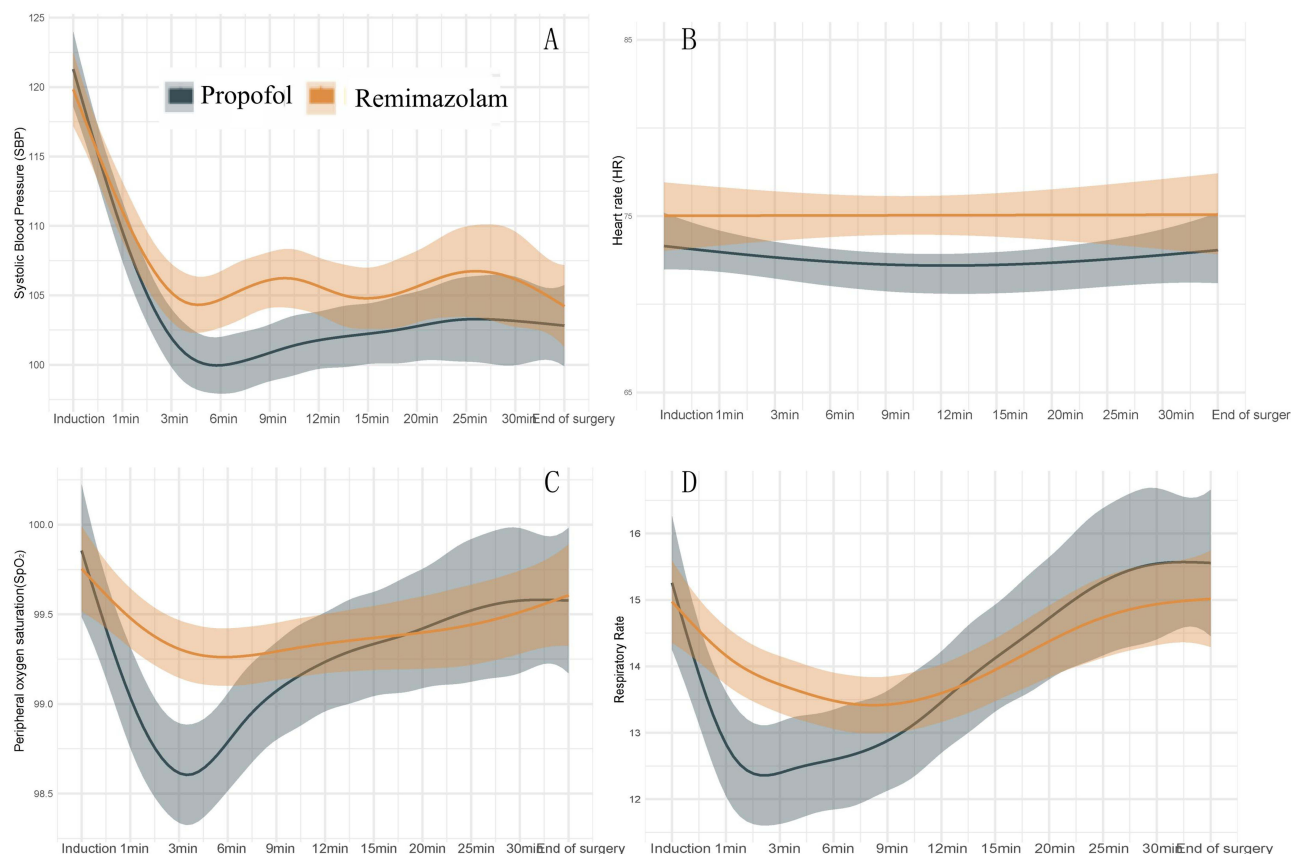 A
125
120
115
110
105
100
Systolic Blood Pressure (SBP)
Propofol
Remimazolam
Induction 1min 3min 6min 9min 12min 15min 20min 25min 30min End of surgery
B
85
75
65
Heart rate (HR)
Induction 1min 3min 6min 9min 12min 15min 20min 25min 30min End of surger
C
100.0
99.5
99.0
98.5
Peripheral oxygen saturation(SpO₂)
Induction 1min 3min 6min 9min 12min 15min 20min 25min 30min End of surgery
D
16
15
14
13
12
Respiratory Rate
Induction 1min 3min 6min 9min 12min 15min 20min 25min 30min End of surgery